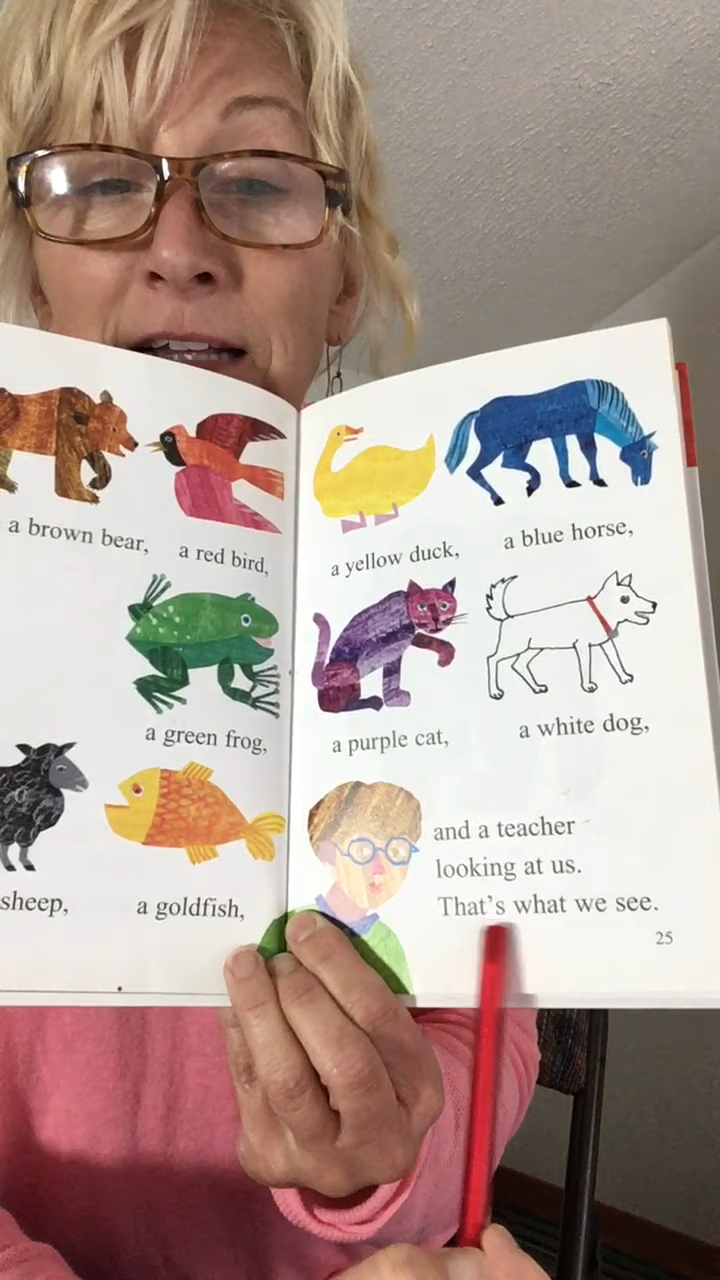 a brown bear,
a red bird,
a green frog,
sheep,
a goldfish,
a yellow duck,
a blue horse,
a purple cat,
a white dog,
and a teacher
looking at us.
That's what we see.
25